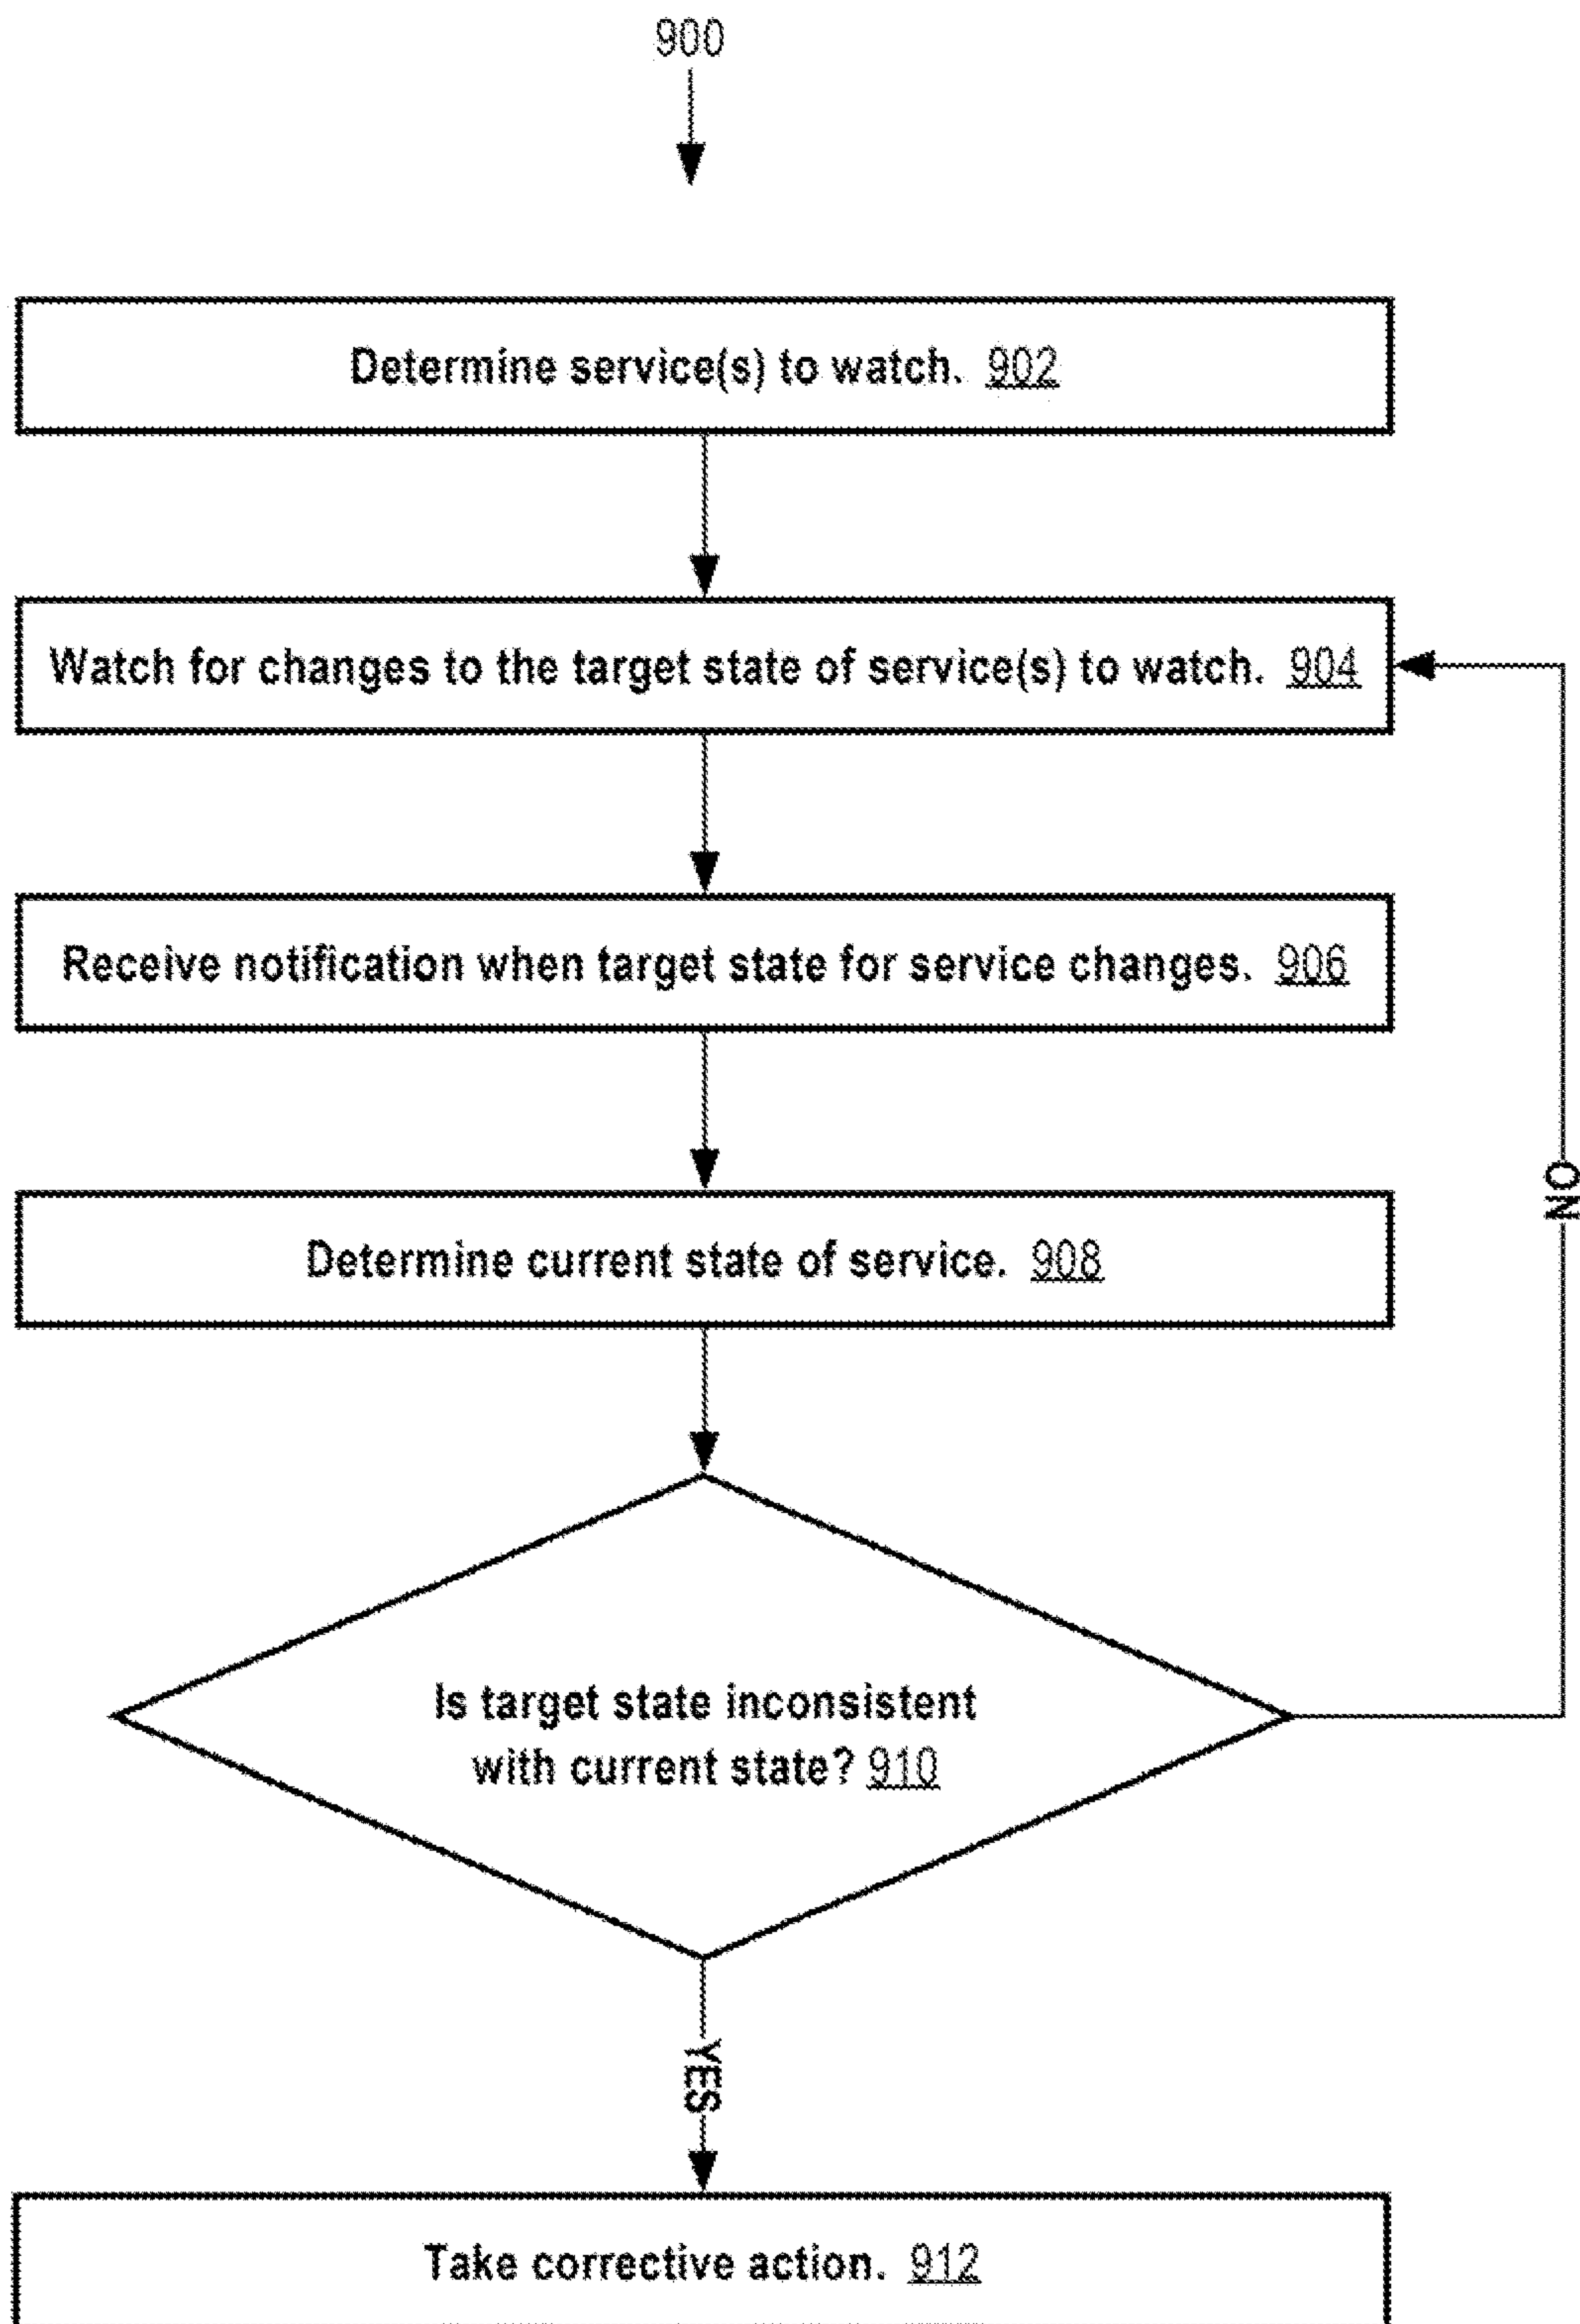 900
Determine service(s) to watch. 902
Watch for changes to the target state of service(s) to watch. 904
Receive notification when target state for service changes. 906
Determine current state of service. 908
NO
Is target state inconsistent
with current state? 910
YES
Take corrective action. 912